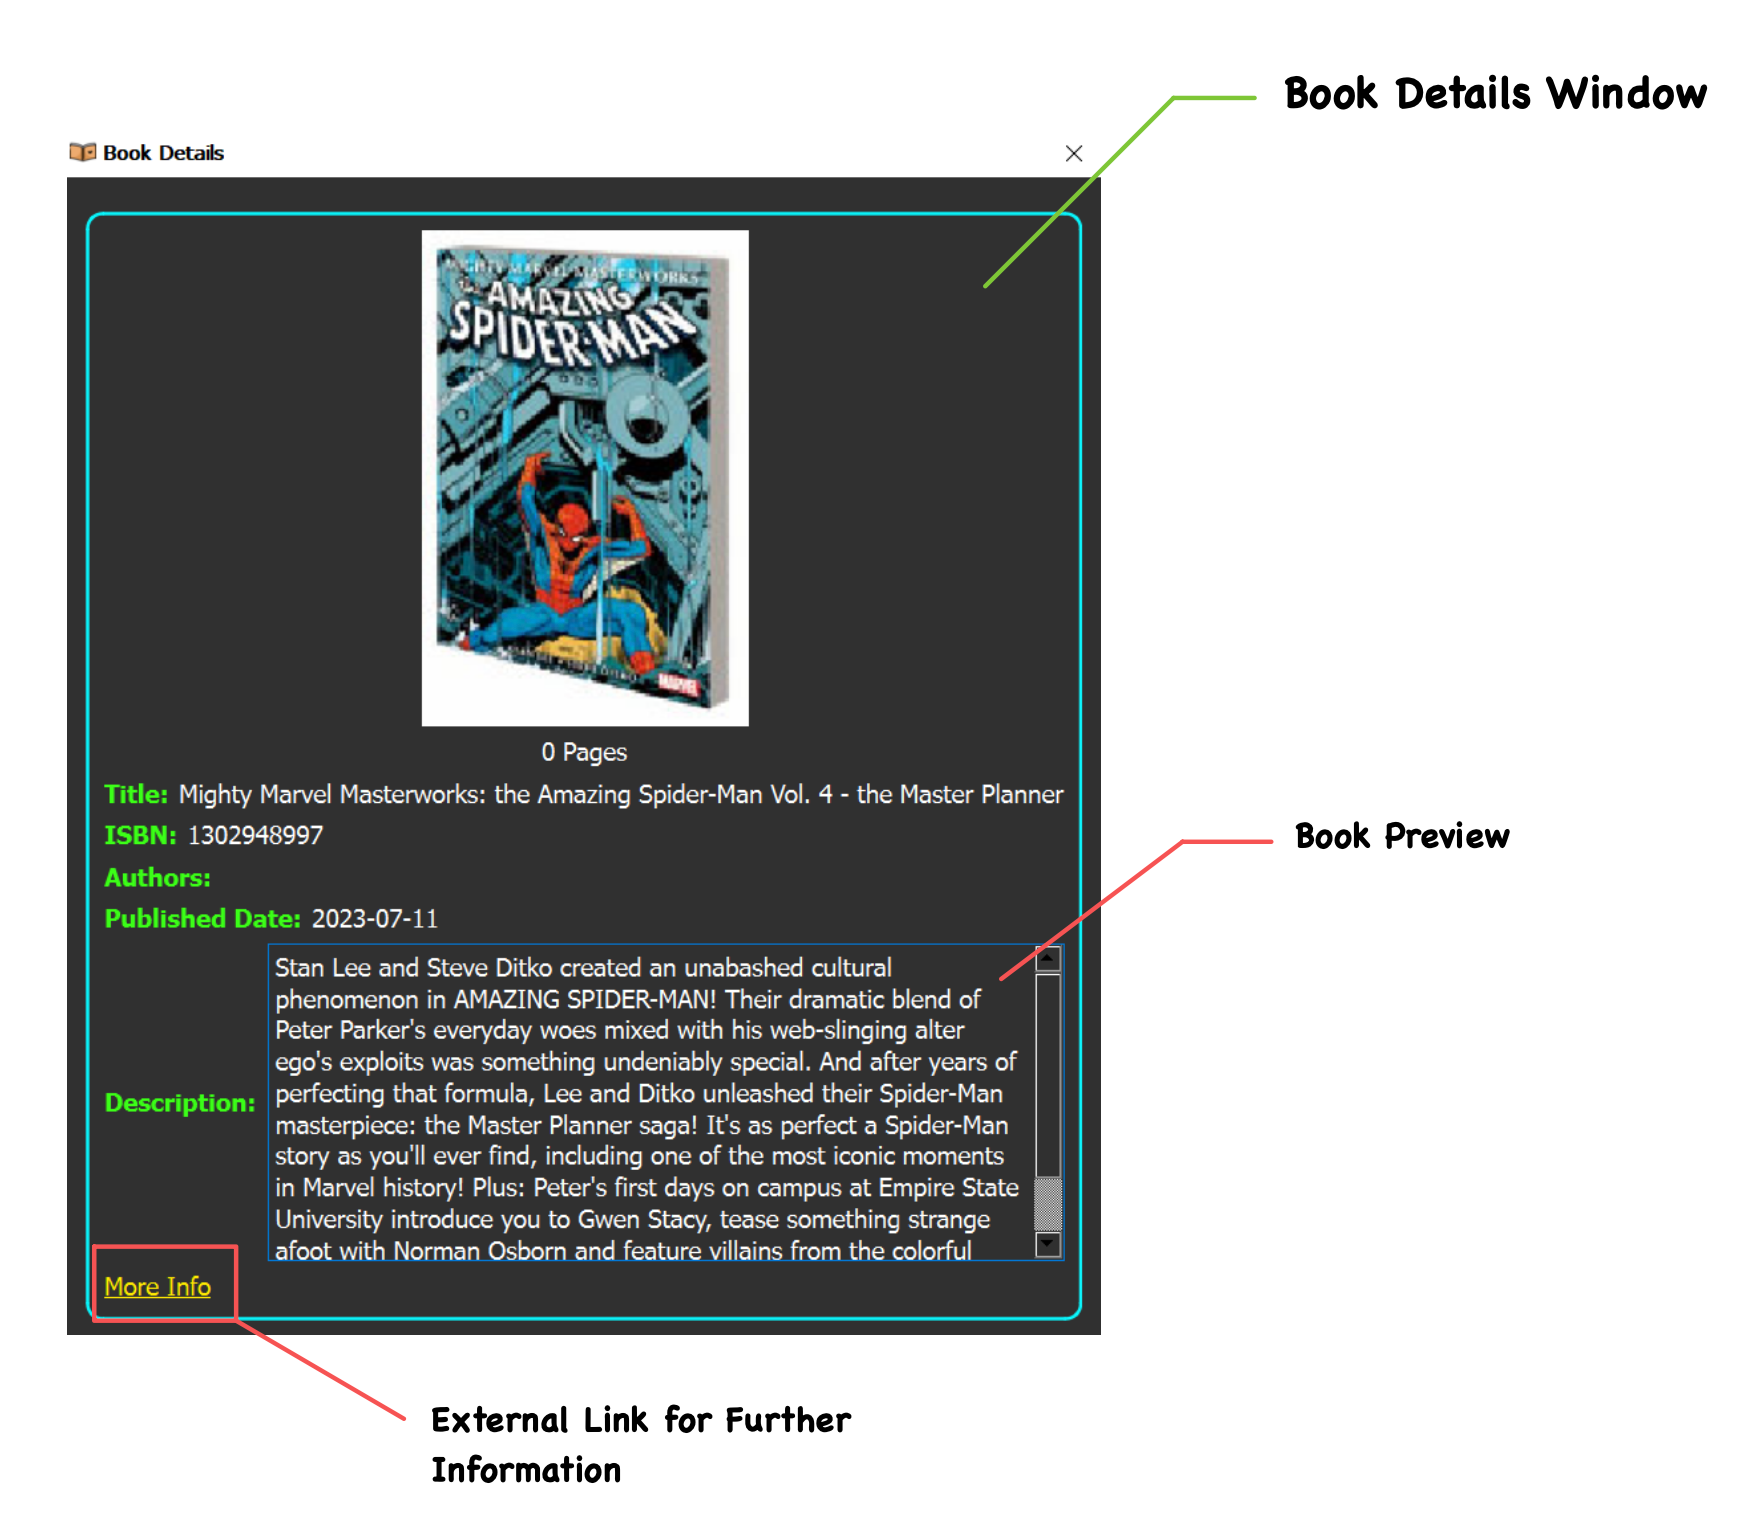 Book Details Window
Book Details
MIGHTY MARVEL MASTERWORKS
THE AMAZING
SPIDER-MAN
MARVEL
0 Pages
Title: Mighty Marvel Masterworks: the Amazing Spider-Man Vol. 4 - the Master Planner
ISBN: 1302948997
Book Preview
Authors:
Published Date: 2023-07-11
Description:
Stan Lee and Steve Ditko created an unabashed cultural
phenomenon in AMAZING SPIDER-MAN! Their dramatic blend of
Peter Parker's everyday woes mixed with his web-slinging alter
ego's exploits was something undeniably special. And after years of
perfecting that formula, Lee and Ditko unleashed their Spider-Man
masterpiece: the Master Planner saga! It's as perfect a Spider-Man
story as you'll ever find, including one of the most iconic moments
in Marvel history! Plus: Peter's first days on campus at Empire State
University introduce you to Gwen Stacy, tease something strange
afoot with Norman Osborn and feature villains from the colorful
More Info
External Link for Further
Information